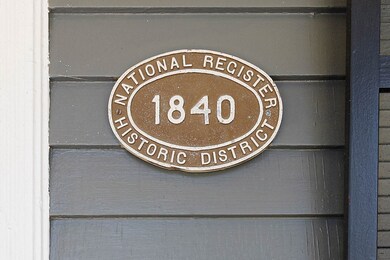 NATIONAL REGISTER
1840
HISTORIC DISTRICT